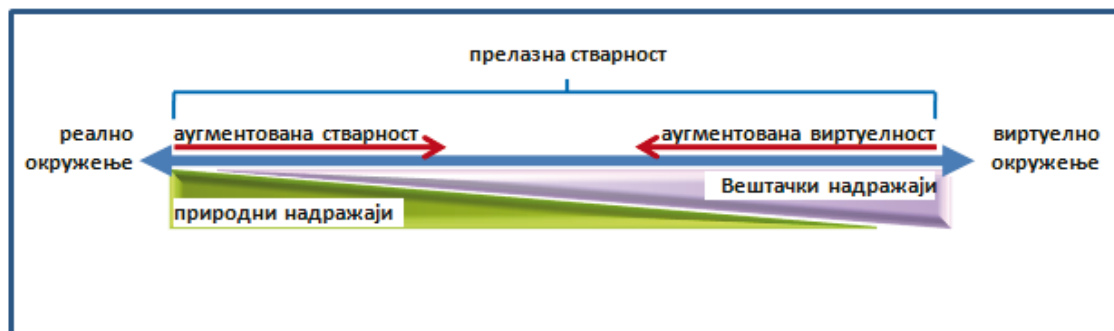 прелазна стварност
реално
окружење
аугментована стварност
аугментована виртуелност
виртуелно
окружење
Вештачки надражаји
природни надражаји